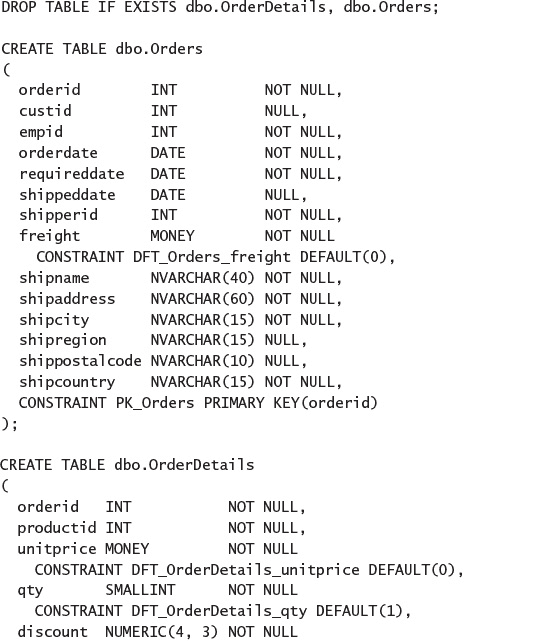 DROP TABLE IF EXISTS dbo.OrderDetails, dbo.Orders;
CREATE TABLE dbo.Orders
(
orderid INT NOT NULL,
custid INT NULL,
empid INT NOT NULL,
orderdate DATE NOT NULL,
requireddate DATE NOT NULL,
shippeddate DATE NULL,
shipperid INT NOT NULL,
freight MONEY NOT NULL
CONSTRAINT DFT_Orders_freight DEFAULT(0),
shipname NVARCHAR(40) NOT NULL,
shipaddress NVARCHAR(60) NOT NULL,
shipcity NVARCHAR(15) NOT NULL,
shipregion NVARCHAR(15) NULL,
shippostalcode NVARCHAR(10) NULL,
shipcountry NVARCHAR(15) NOT NULL,
CONSTRAINT PK_Orders PRIMARY KEY(orderid)
);
CREATE TABLE dbo.OrderDetails
(
orderid INT NOT NULL,
productid INT NOT NULL,
unitprice MONEY NOT NULL
CONSTRAINT DFT_OrderDetails_unitprice DEFAULT(0),
qty SMALLINT NOT NULL
CONSTRAINT DFT_OrderDetails_qty DEFAULT(1),
discount NUMERIC(4, 3) NOT NULL